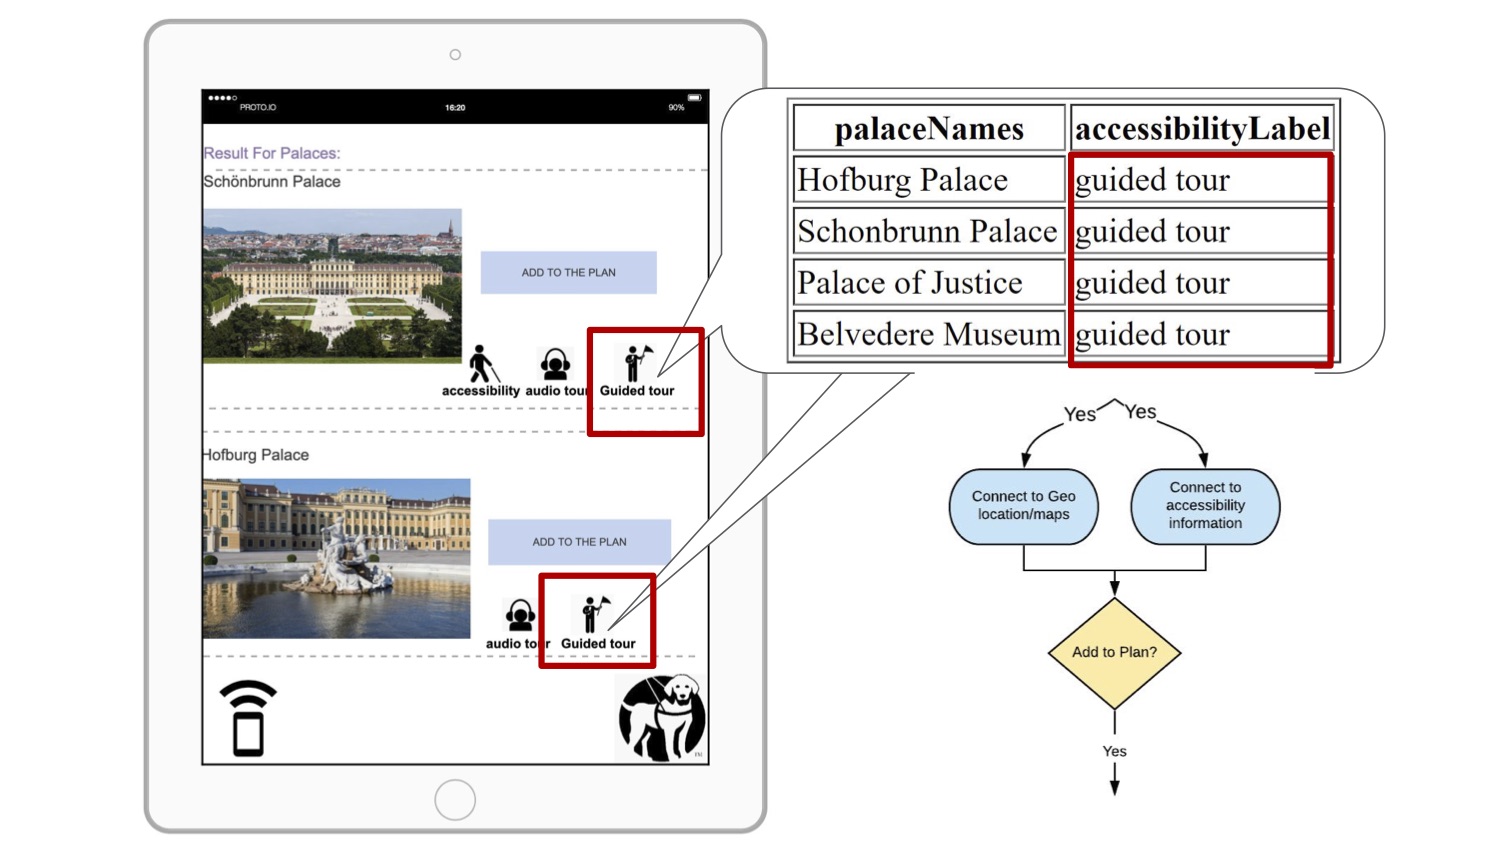 PROTO.IO
16:20
90%
Result For Palaces:
Schönbrunn Palace
ADD TO THE PLAN
accessibility
audio tour
Guided tour
Hofburg Palace
ADD TO THE PLAN
audio tour
Guided tour
TM
palaceNames accessibilityLabel
Hofburg Palace guided tour
Schonbrunn Palace guided tour
Palace of Justice guided tour
Belvedere Museum guided tour
Yes
Yes
Connect to Geo
location/maps
Connect to
accessibility
information
Add to Plan?
Yes